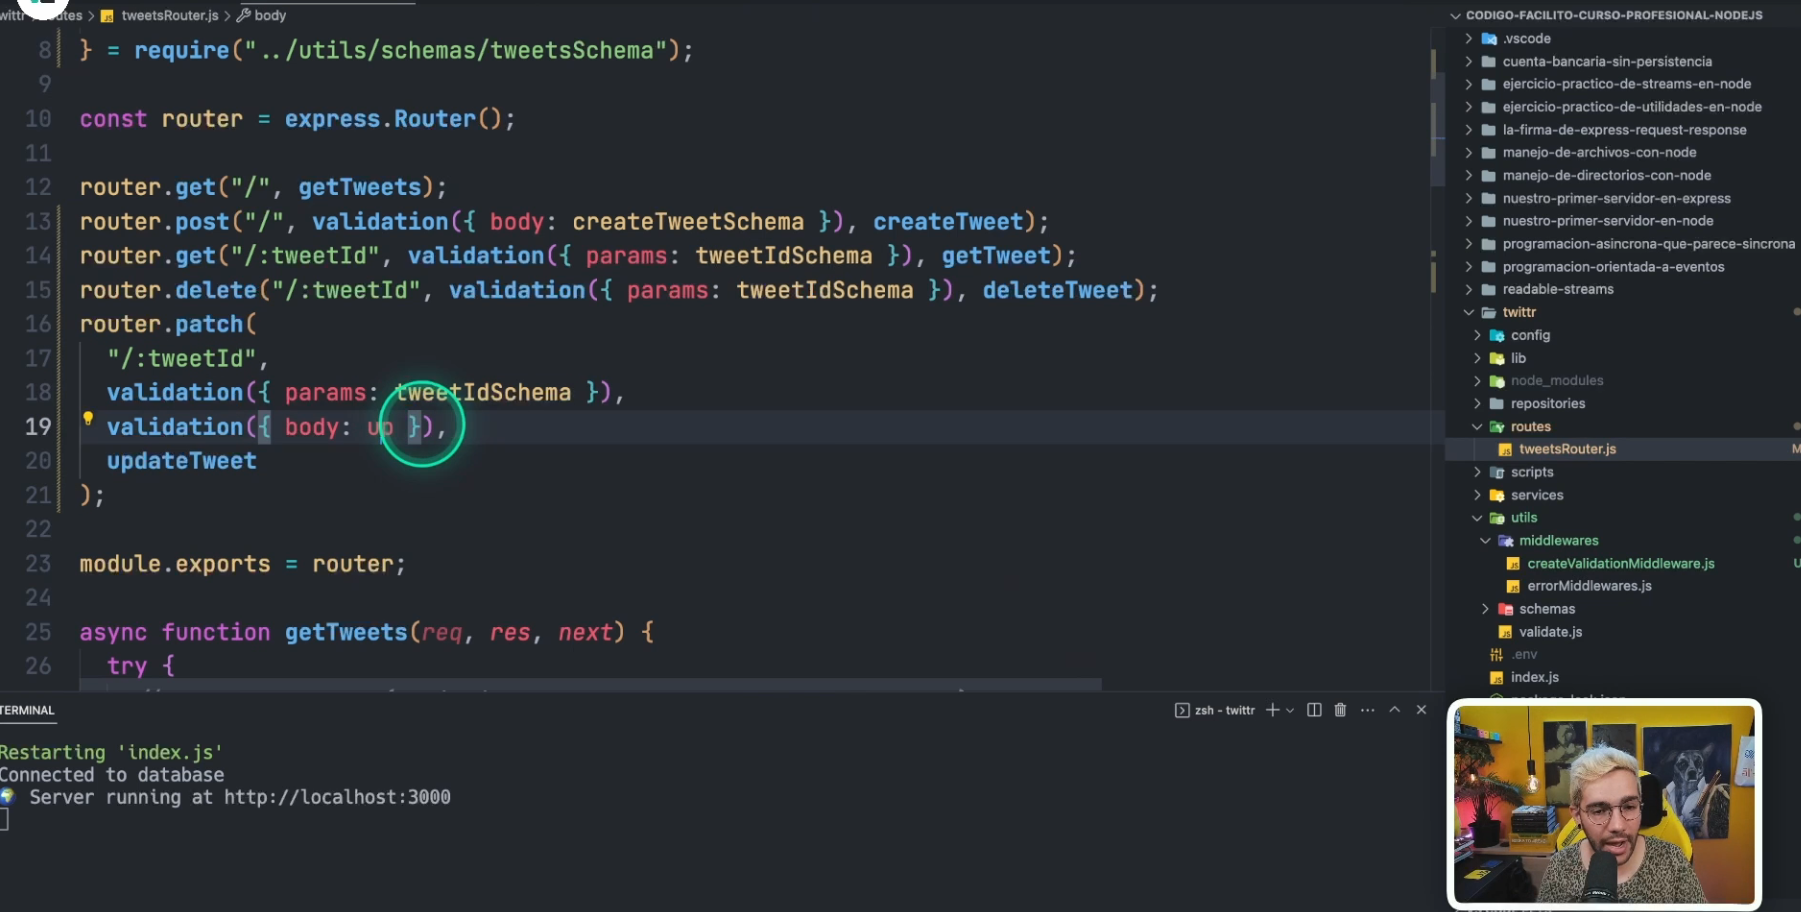 twittr > routes > tweetsRouter.js > body
8 } = require("../utils/schemas/tweetsSchema");
9
10 const router = express.Router();
11
12 router.get("/", getTweets);
13 router.post("/", validation({ body: createTweetSchema }), createTweet);
14 router.get("/:tweetId", validation({ params: tweetIdSchema }), getTweet);
15 router.delete("/:tweetId", validation({ params: tweetIdSchema }), deleteTweet);
16 router.patch(
17 "/:tweetId",
18 validation({ params: tweetIdSchema }),
19 validation({ body: up }),
20 updateTweet
21 );
22
23 module.exports = router;
24
25 async function getTweets(req, res, next) {
26 try {
CODIGO-FACILITO-CURSO-PROFESIONAL-NODEJS
.vscode
cuenta-bancaria-sin-persistencia
ejercicio-practico-de-streams-en-node
ejercicio-practico-de-utilidades-en-node
la-firma-de-express-request-response
manejo-de-archivos-con-node
manejo-de-directorios-con-node
nuestro-primer-servidor-en-express
nuestro-primer-servidor-en-node
programacion-asincrona-que-parece-sincrona
programacion-orientada-a-eventos
readable-streams
twittr
config
lib
node_modules
repositories
routes
tweetsRouter.js M
scripts
services
utils
middlewares
createValidationMiddleware.js U
errorMiddlewares.js
schemas
validate.js
.env
index.js
TERMINAL
zsh - twittr
Restarting 'index.js'
Connected to database
Server running at http://localhost:3000